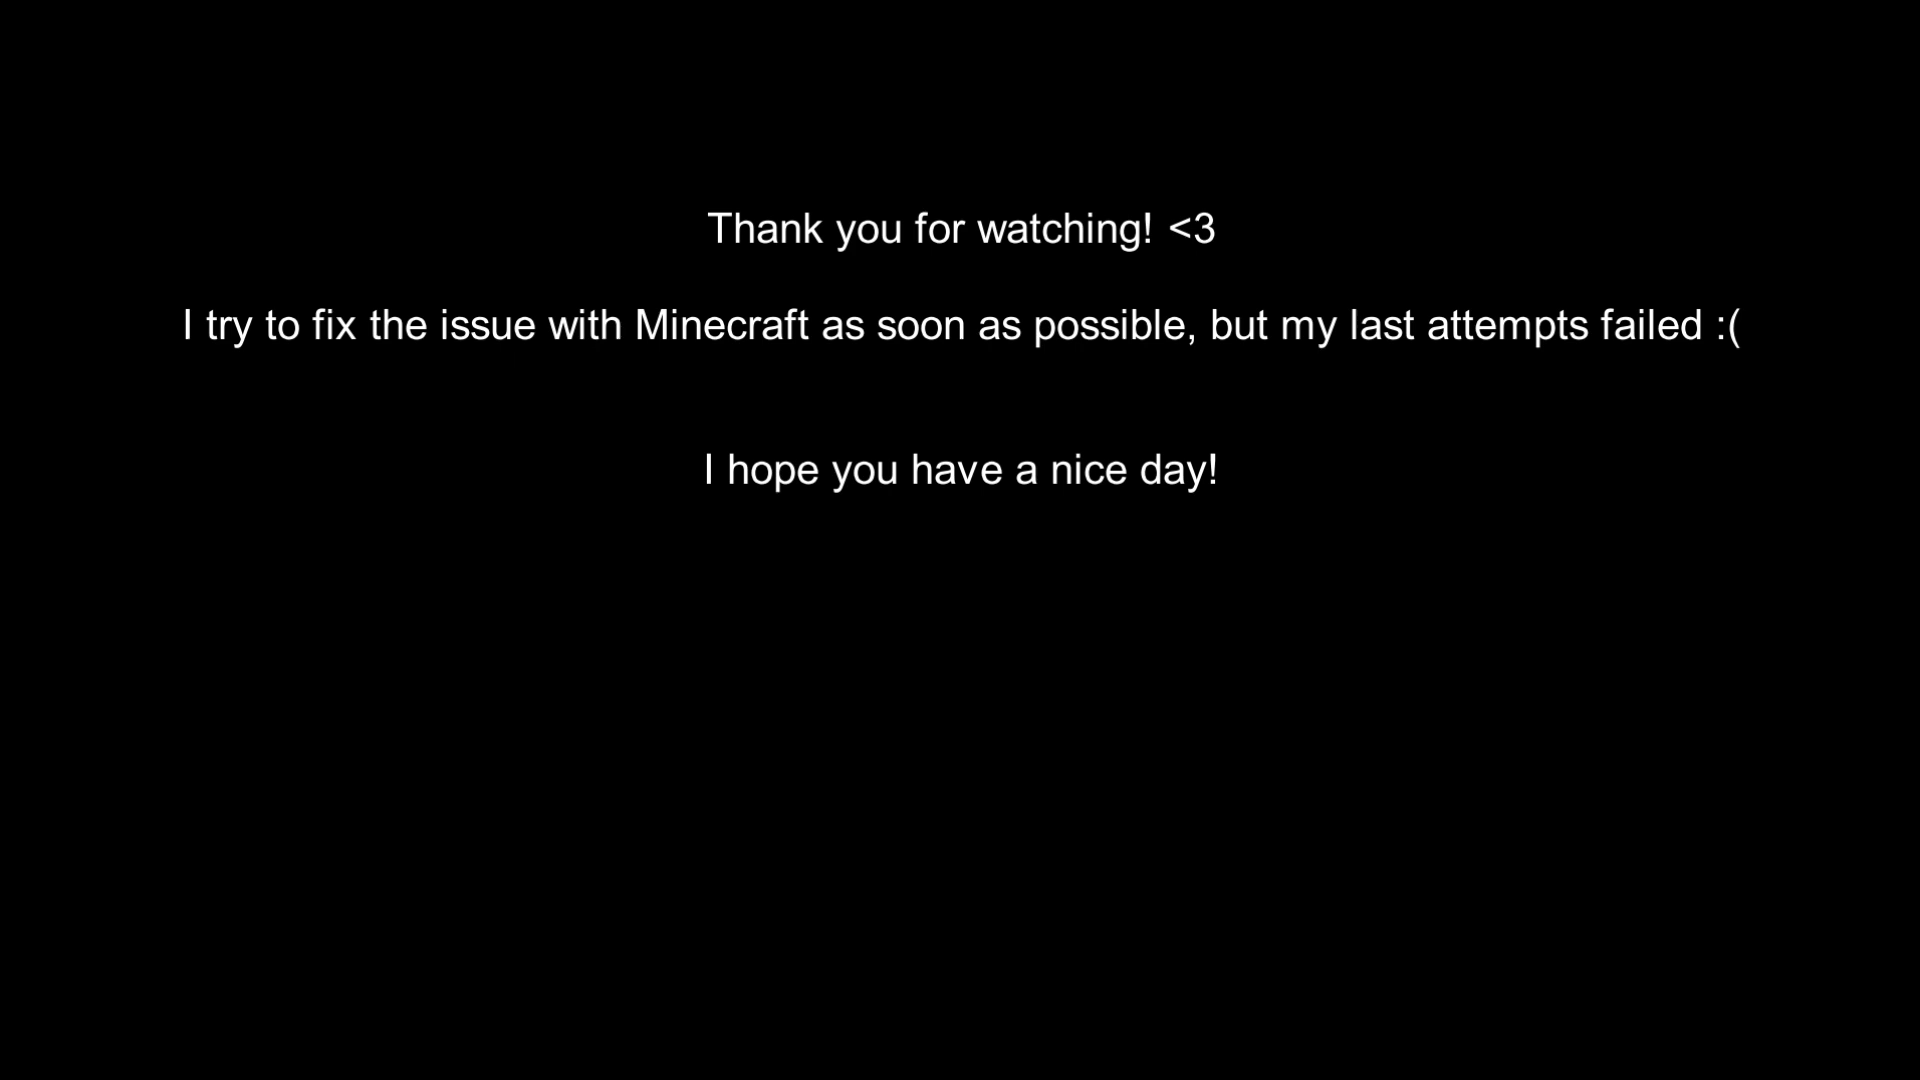 Thank you for watching! <3
I try to fix the issue with Minecraft as soon as possible, but my last attempts failed :(
I hope you have a nice day!